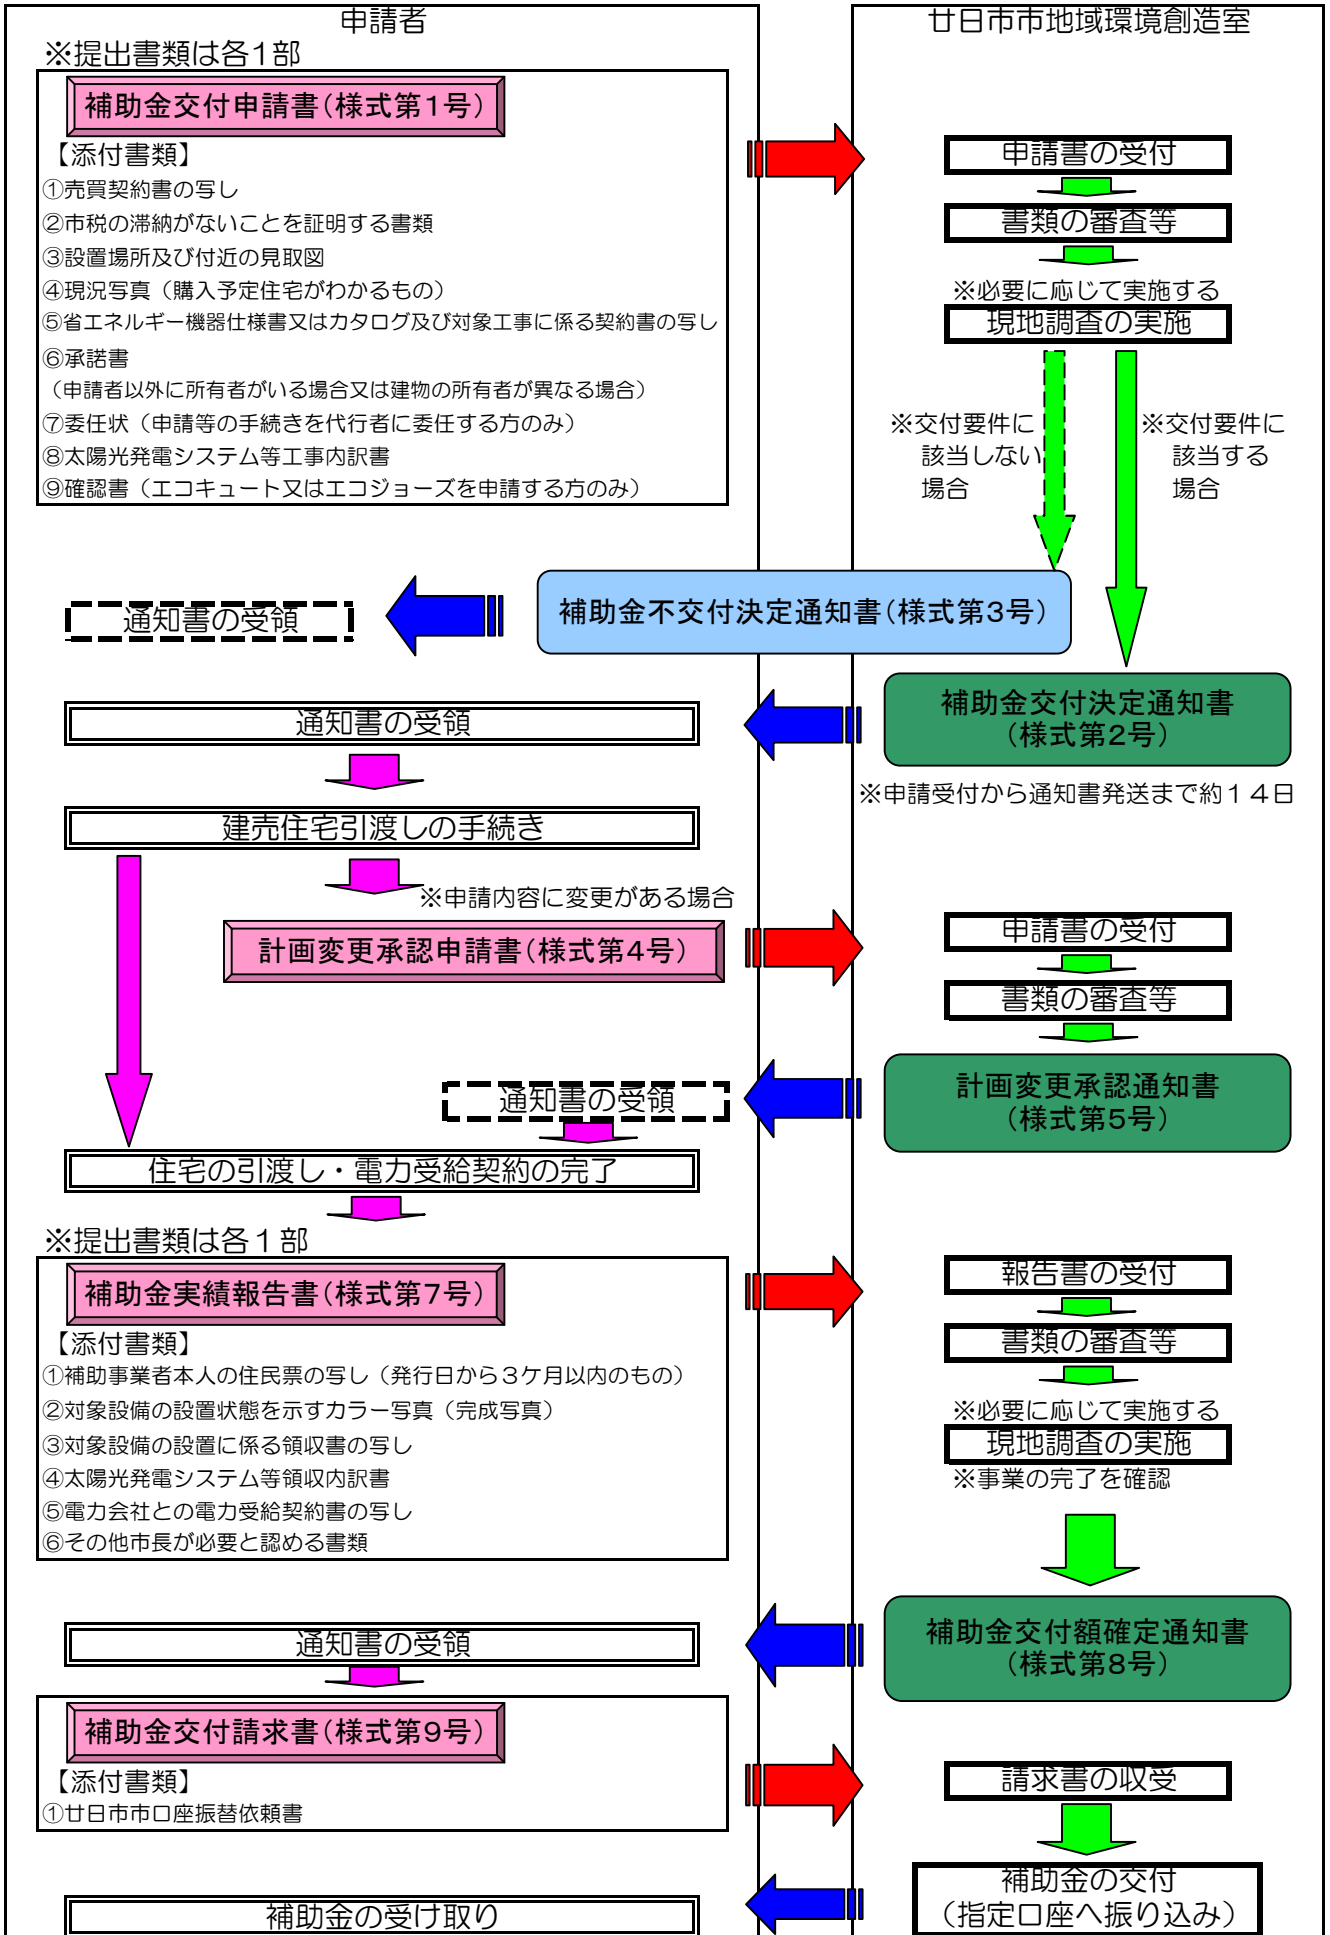 申請者
廿日市市地域環境創造室
※提出書類は各1部
補助金交付申請書(様式第1号)
【添付書類】
①売買契約書の写し
②市税の滞納がないことを証明する書類
③設置場所及び付近の見取図
④現況写真（購入予定住宅がわかるもの）
⑤省エネルギー機器仕様書又はカタログ及び対象工事に係る契約書の写し
⑥承諾書
（申請者以外に所有者がいる場合又は建物の所有者が異なる場合）
⑦委任状（申請等の手続きを代行者に委任する方のみ）
⑧太陽光発電システム等工事内訳書
⑨確認書（エコキュート又はエコジョーズを申請する方のみ）
申請書の受付
書類の審査等
※必要に応じて実施する
現地調査の実施
※交付要件に
該当しない
場合
※交付要件に
該当する
場合
補助金不交付決定通知書(様式第3号)
通知書の受領
補助金交付決定通知書
(様式第2号)
通知書の受領
※申請受付から通知書発送まで約１４日
建売住宅引渡しの手続き
※申請内容に変更がある場合
計画変更承認申請書(様式第4号)
申請書の受付
書類の審査等
計画変更承認通知書
(様式第5号)
通知書の受領
住宅の引渡し・電力受給契約の完了
※提出書類は各１部
補助金実績報告書(様式第7号)
【添付書類】
①補助事業者本人の住民票の写し（発行日から３ケ月以内のもの）
②対象設備の設置状態を示すカラー写真（完成写真）
③対象設備の設置に係る領収書の写し
④太陽光発電システム等領収内訳書
⑤電力会社との電力受給契約書の写し
⑥その他市長が必要と認める書類
報告書の受付
書類の審査等
※必要に応じて実施する
現地調査の実施
※事業の完了を確認
補助金交付額確定通知書
(様式第8号)
通知書の受領
補助金交付請求書(様式第9号)
【添付書類】
①廿日市市口座振替依頼書
請求書の収受
補助金の交付
（指定口座へ振り込み）
補助金の受け取り